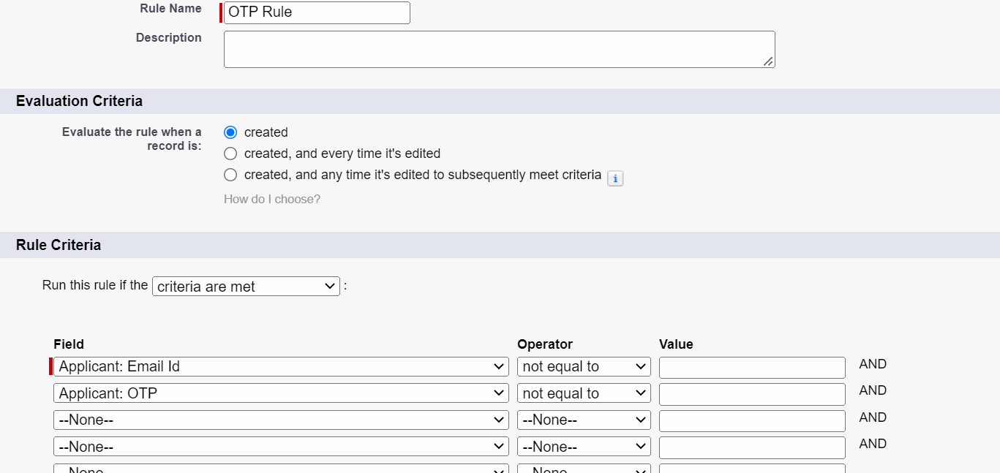 Rule Name OTP Rule
Description
Evaluation Criteria
Evaluate the rule when a record is:
created
created, and every time it's edited
created, and any time it's edited to subsequently meet criteria i
How do I choose?
Rule Criteria
Run this rule if the criteria are met :
Field Operator Value
Applicant: Email Id not equal to AND
Applicant: OTP not equal to AND
--None-- --None-- AND
--None-- --None-- AND
--None-- --None--